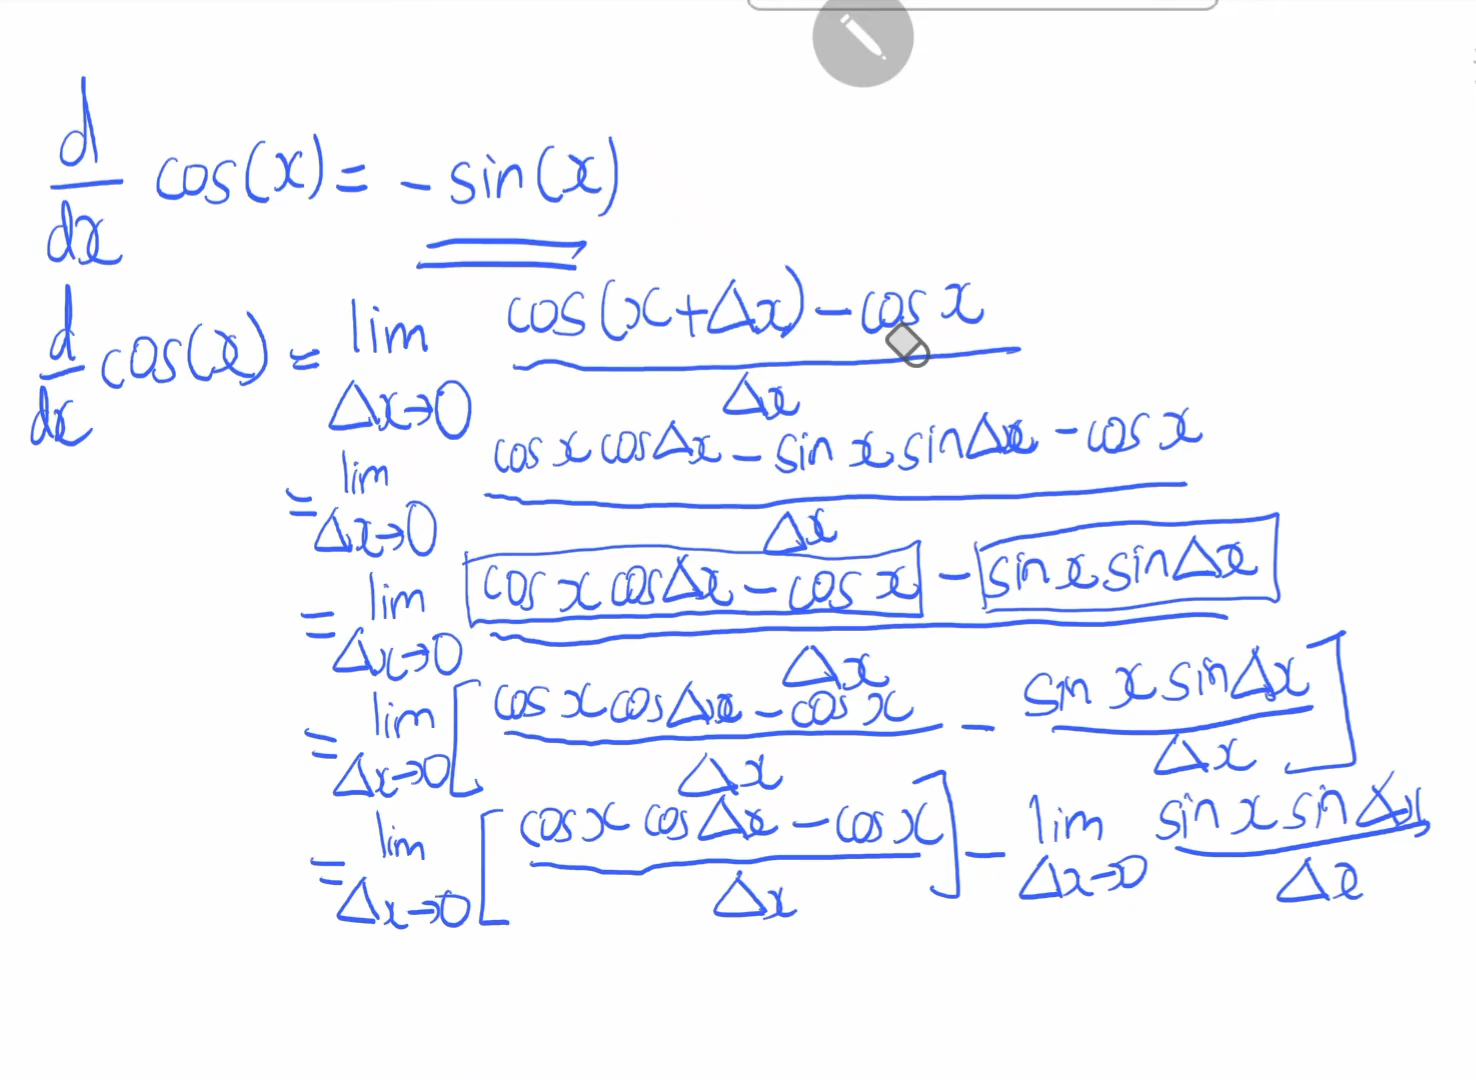 d/dx cos(x) = - sin(x)
d/dx cos(x) = lim Δx→0 (cos(x+Δx) - cos x)/Δx
= lim Δx→0 (cos x cosΔx - sin x sinΔx - cos x)/Δx
= lim Δx→0 (cos x cosΔx - cos x - sin x sinΔx)/Δx
= lim Δx→0 [(cos x cosΔx - cos x)/Δx - (sin x sinΔx)/Δx]
= lim Δx→0 [(cos x cosΔx - cos x)/Δx] - lim Δx→0 (sin x sin Δx)/Δx